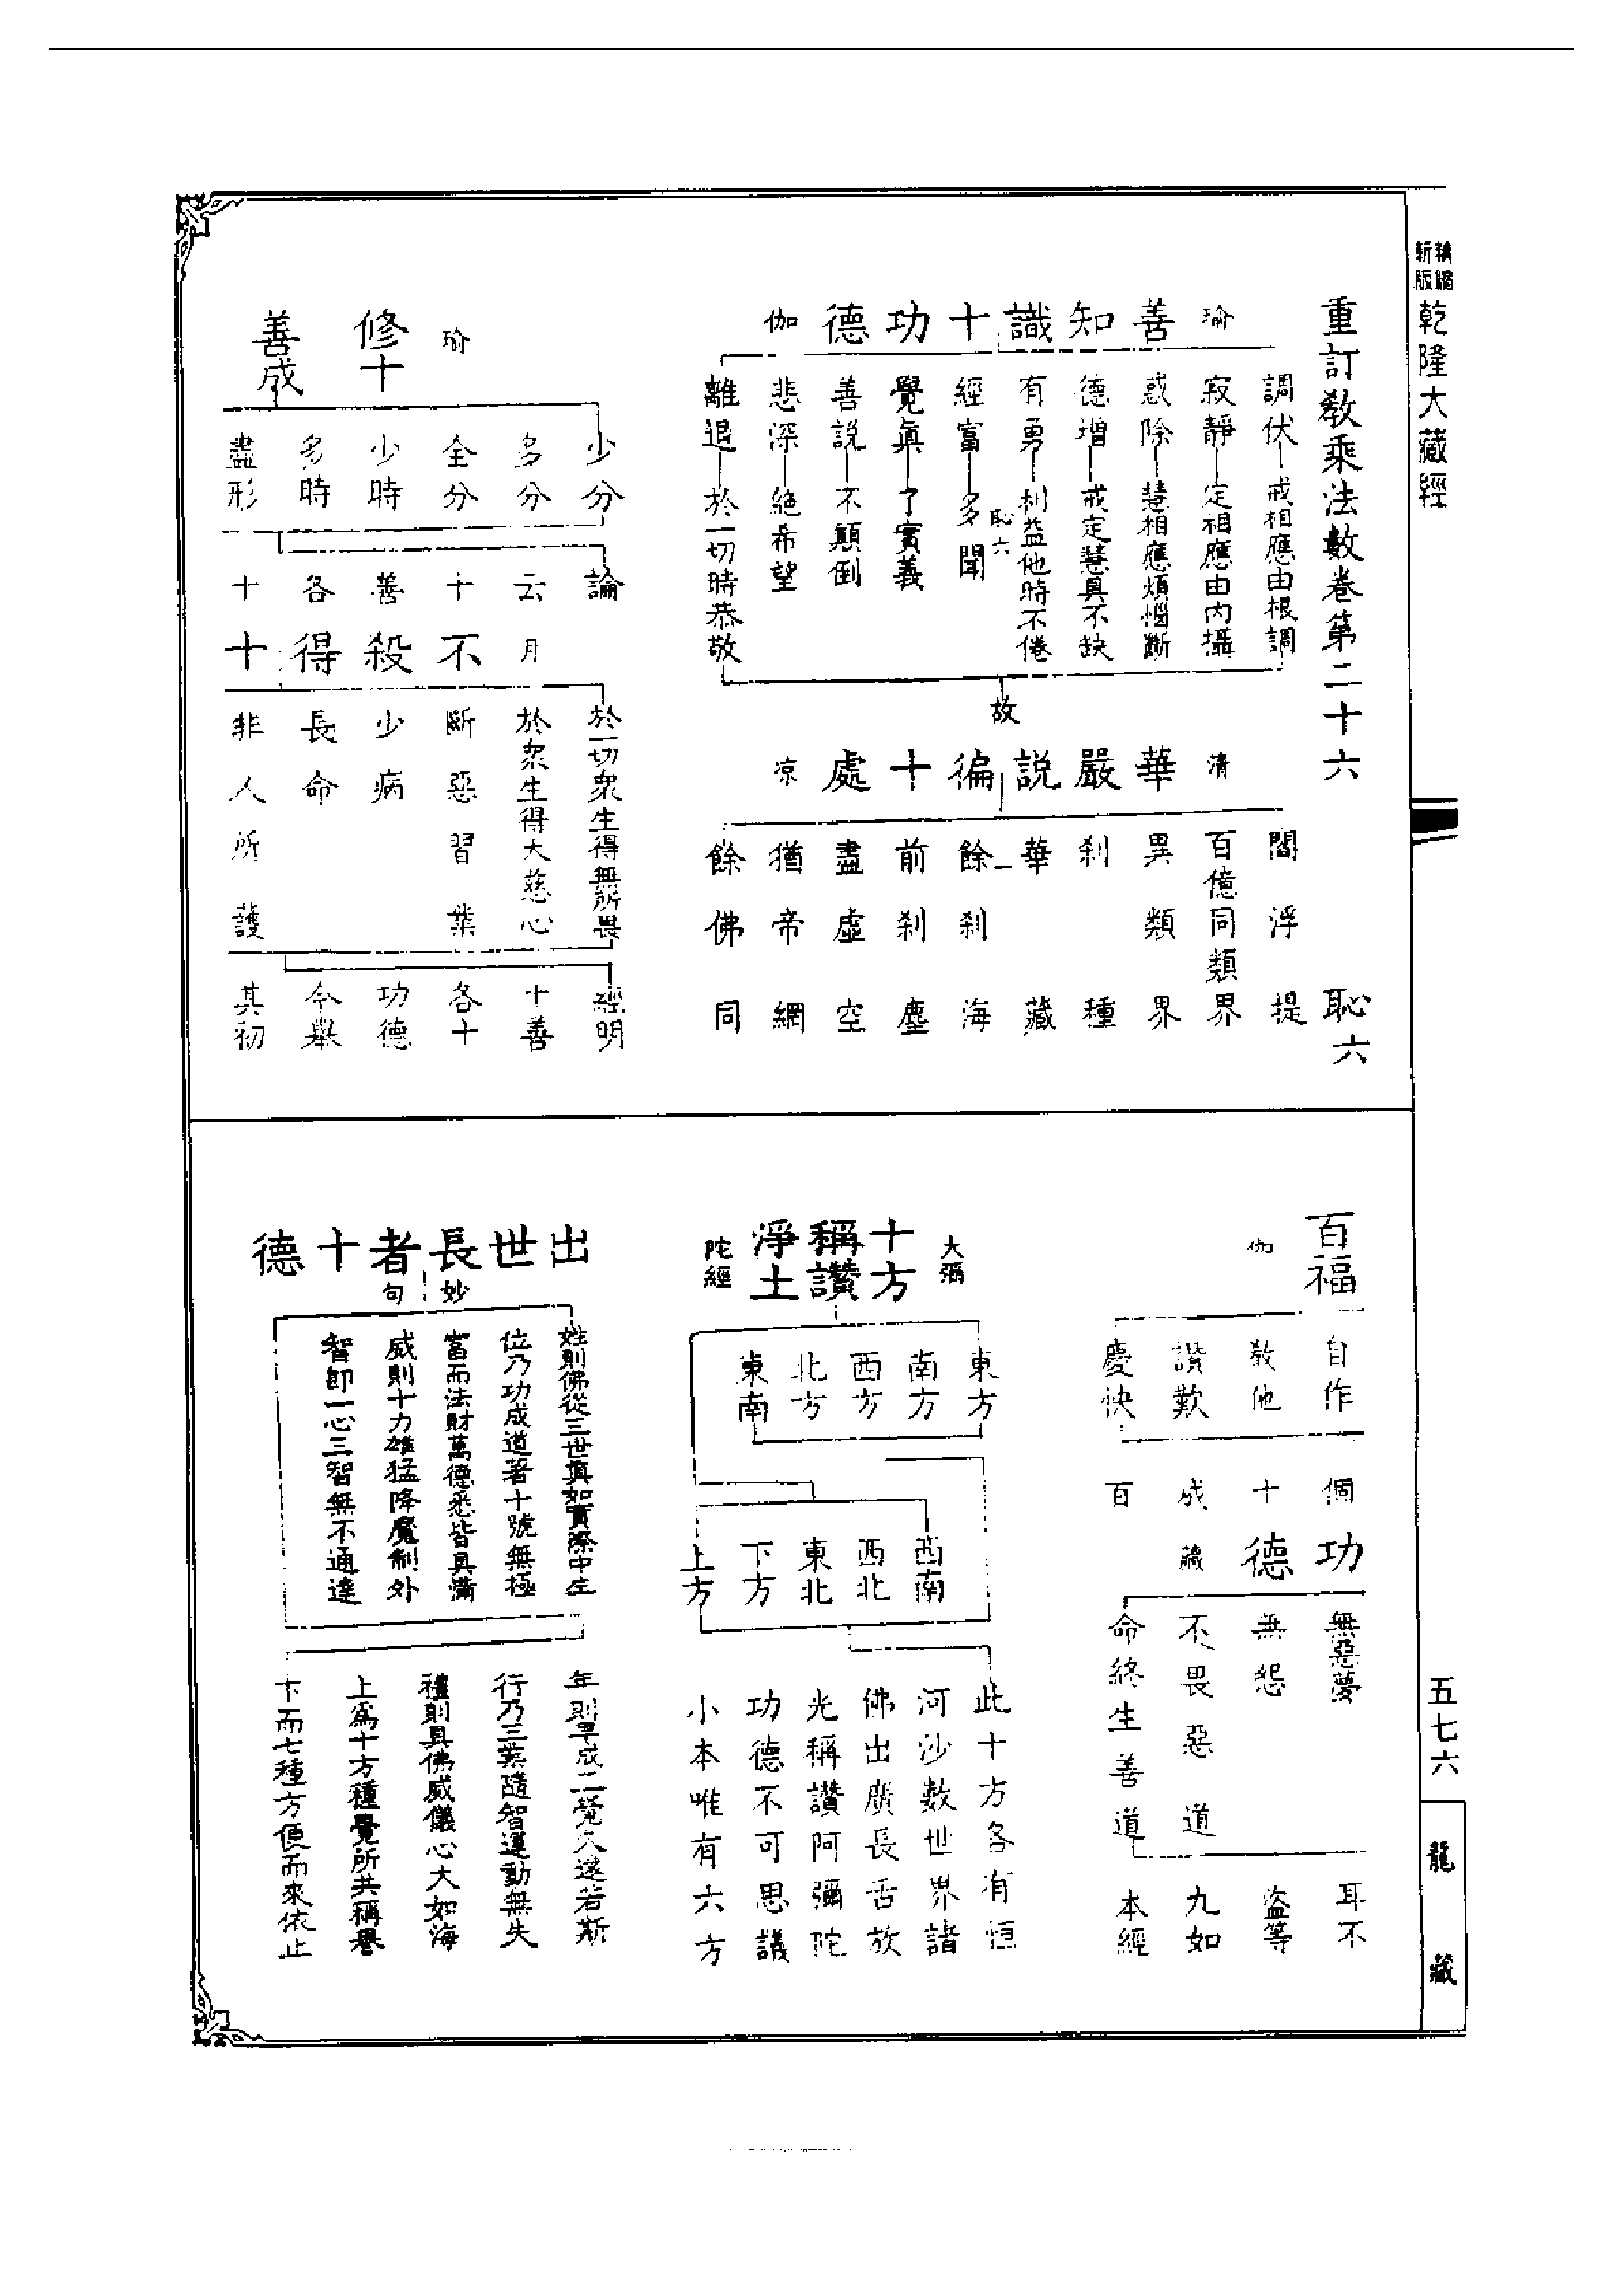 精縮
新版
乾隆大藏經
重訂教乘法數卷第二十六 恥六
瑜
善知識十功德
伽
調伏 戒相應由根調
寂靜 定相應由內攝
惑除 慧相應煩惱斷
德增 戒定慧具不缺
有勇 利益他時不倦
恥六
經富 多聞
覺眞 了實義
善說 不顛倒
悲深 絕希望
離退 於一切時恭敬
故
清
華嚴說徧十處
凉
閻浮提
百億同類界
異類界
剎種
華藏
餘剎海
前剎塵
盡虛空
猶帝網
餘佛同
瑜
修十
善成
少分
多分
全分
少時
多時
盡形
論
云
十
善
各
十
月
不
殺
得
十
於一切衆生得無所畏
於衆生得大慈心
斷惡習業
少病
長命
非人所護
經明
十善
各十
功德
今舉
其初
百福
伽
自作
教他
讚歎
慶快
個
十
成
百
功
德
藏
無惡夢
無怨
不畏惡道
命終生善道
耳不
盜等
九如
本經
大彌
十方
稱讚
淨土
陀經
東方
南方
西方
北方
東南
西南
西北
東北
下方
上方
此十方各有恒
河沙數世界諸
佛出廣長舌放
光稱讚阿彌陀
功德不可思議
小本唯有六方
出世長者十德
妙
句
姓則佛從三世眞如實際中生
位乃功成道著十號無極
富而法財萬德悉皆具滿
威則十力雄猛降魔制外
智即一心三智無不通達
年則早成二覺久遠若斯
行乃三業隨智運動無失
禮則具佛威儀心大如海
上爲十方種覺所共稱譽
下而七種方便而來依止
五七六
龍藏